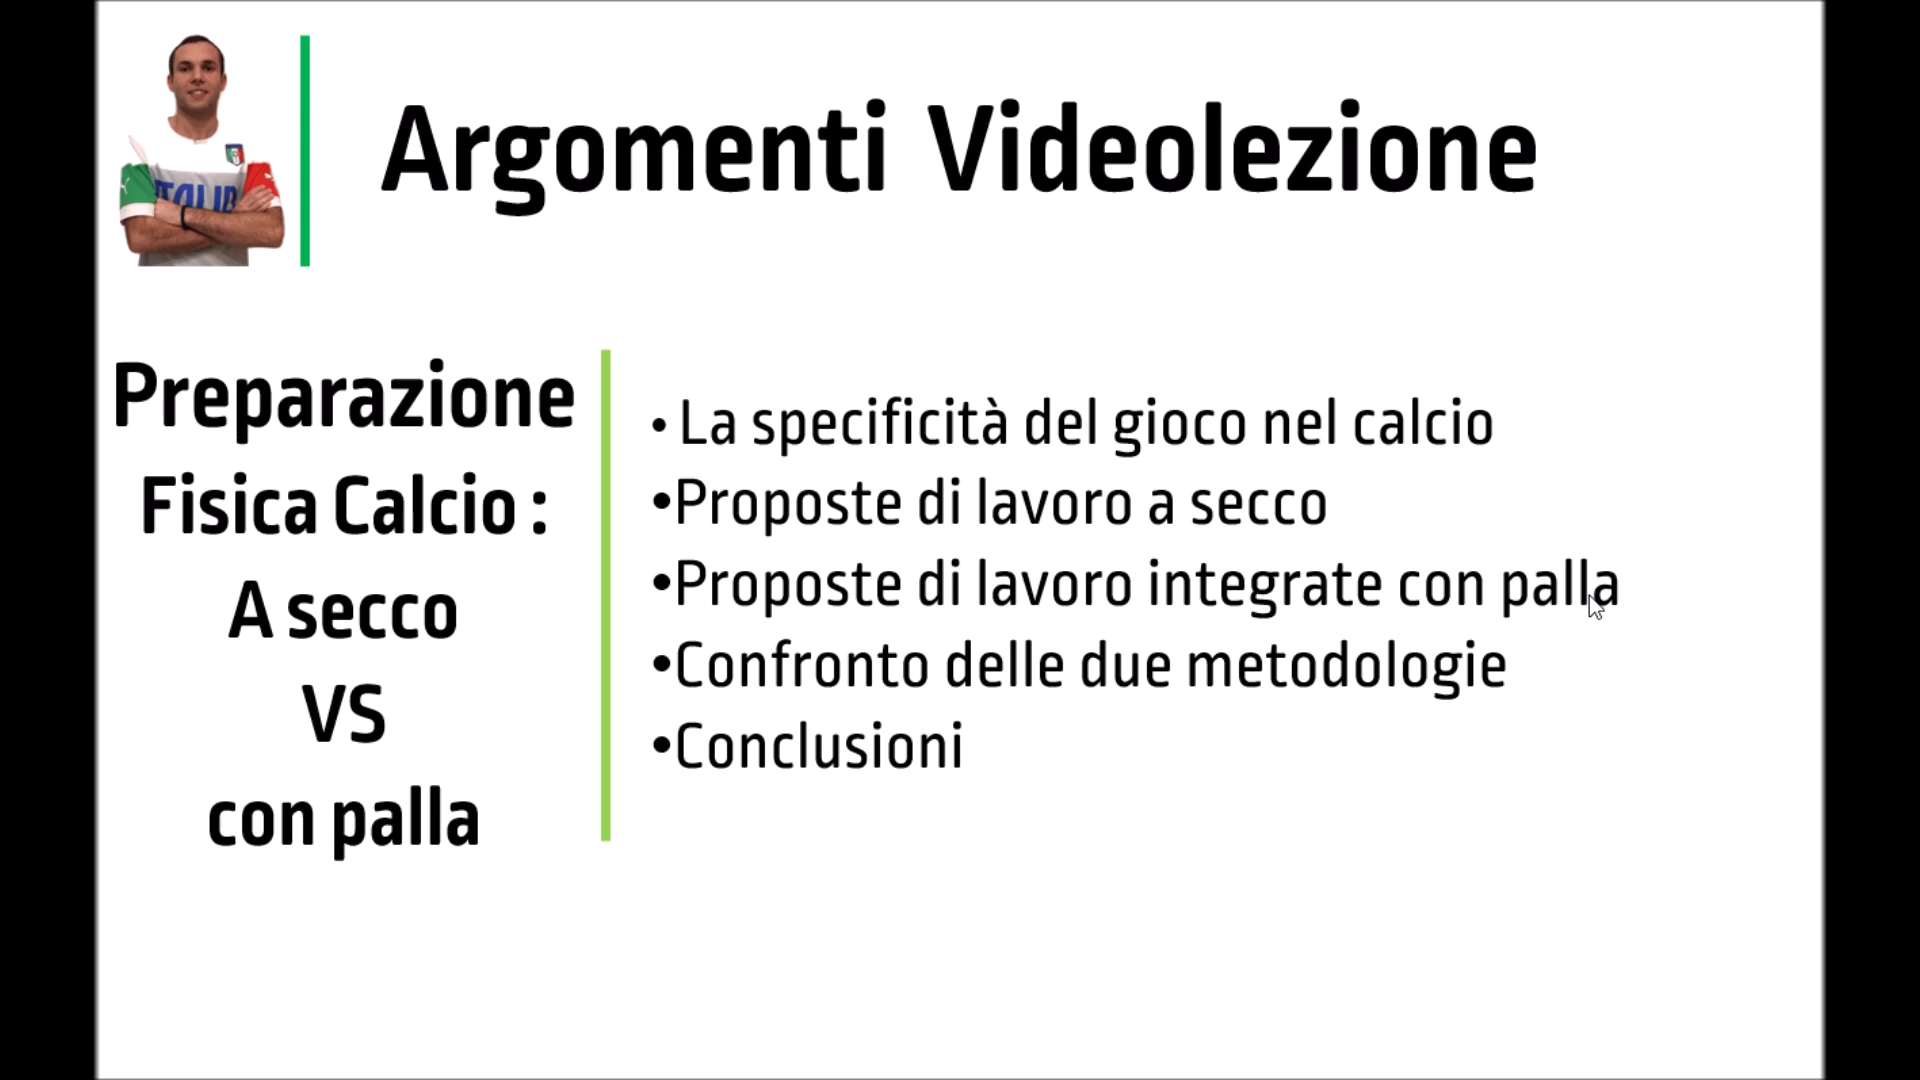 Argomenti Videolezione
ITALIA
Preparazione
Fisica Calcio :
A secco
VS
con palla
• La specificità del gioco nel calcio
•Proposte di lavoro a secco
•Proposte di lavoro integrate con palla
•Confronto delle due metodologie
•Conclusioni